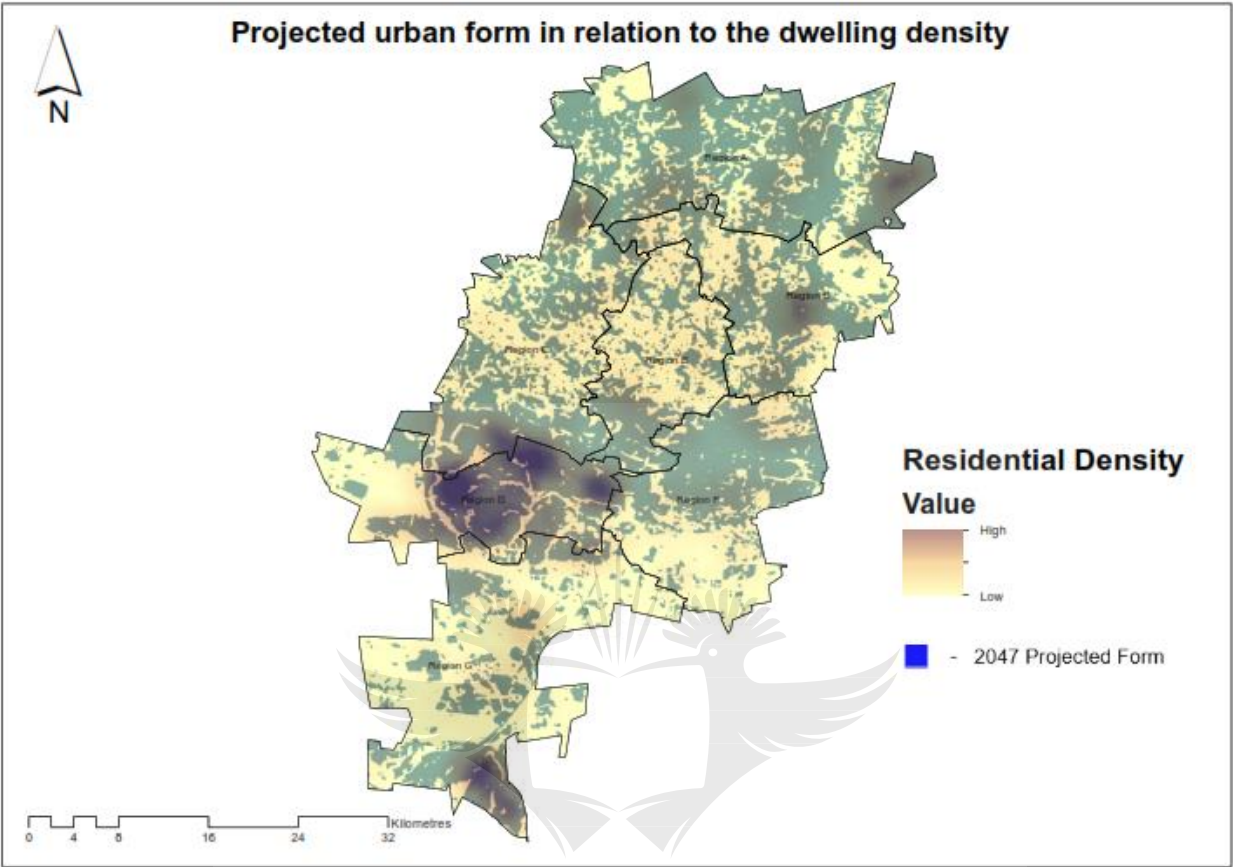 Projected urban form in relation to the dwelling density
N
Region A
Region
Region C
Region B
Region D
Region F
Region G
Residential Density
Value
High
Low
- 2047 Projected Form
Kilometres
0 4 8 16 24 32